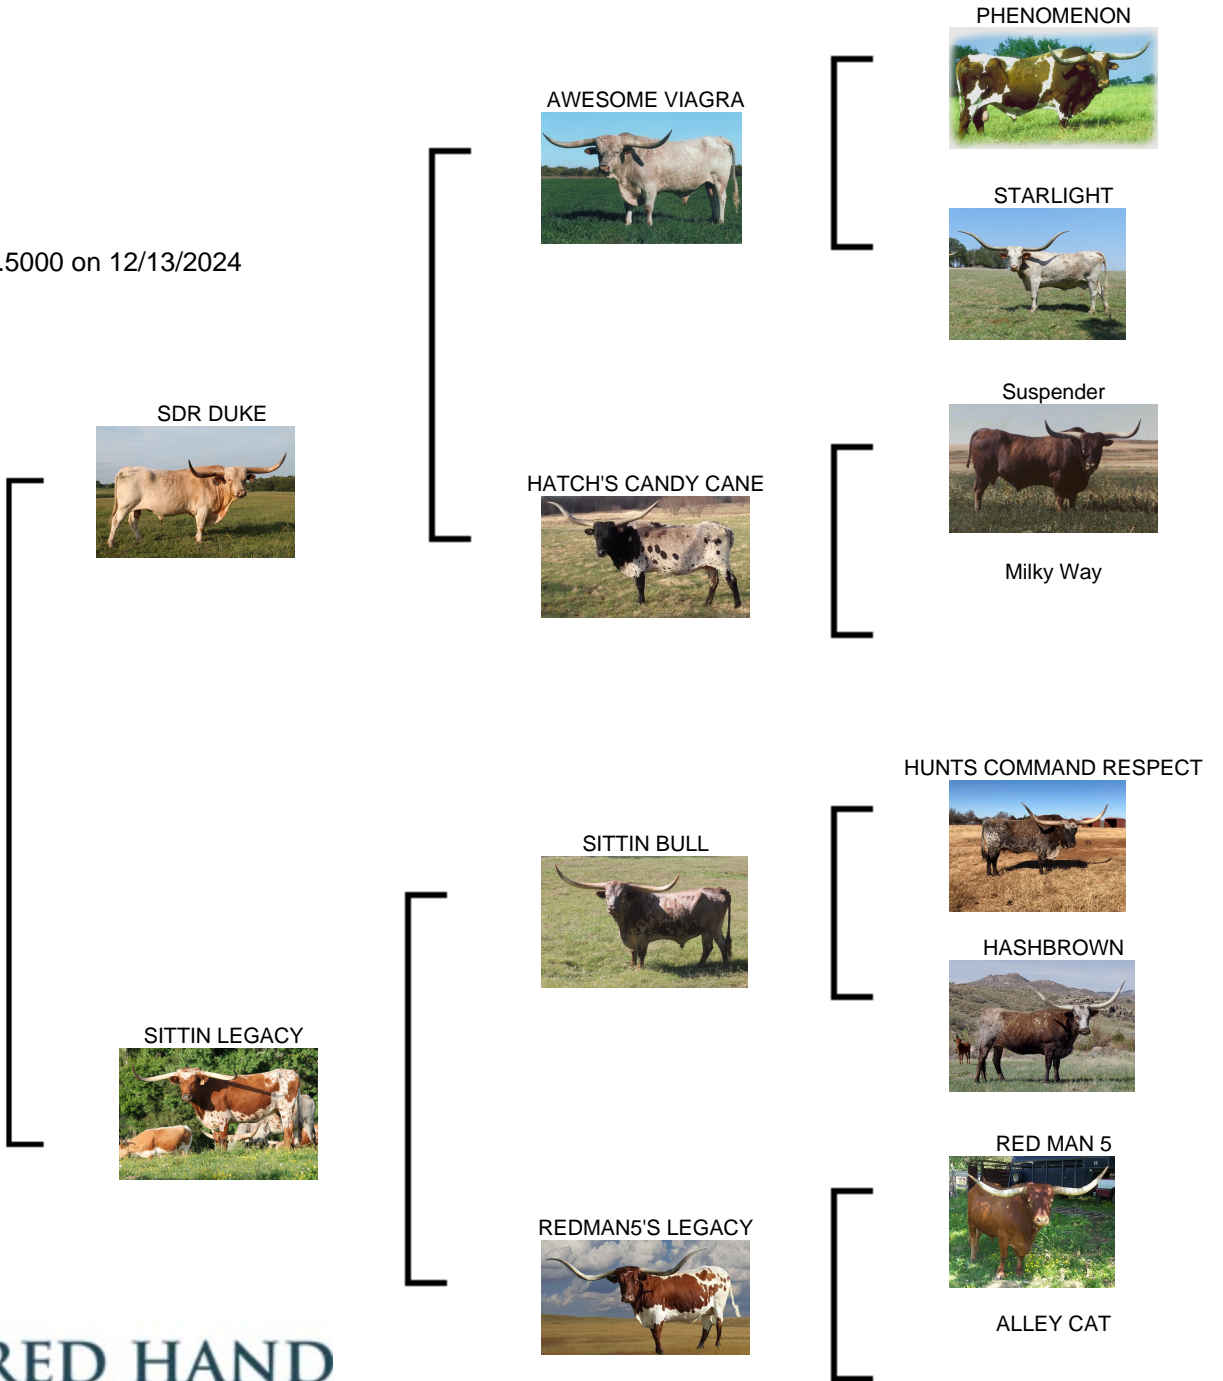 PHENOMENON
AWESOME VIAGRA
STARLIGHT
.5000 on 12/13/2024
Suspender
SDR DUKE
HATCH'S CANDY CANE
Milky Way
HUNTS COMMAND RESPECT
SITTIN BULL
HASHBROWN
SITTIN LEGACY
RED MAN 5
REDMAN5'S LEGACY
ALLEY CAT
RED HAND